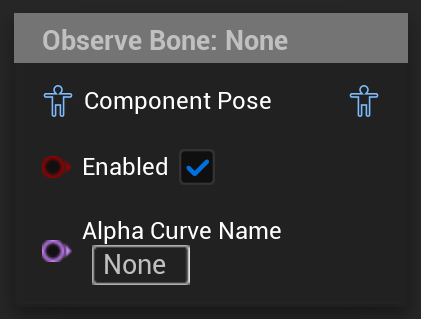 Observe Bone: None
Component Pose
Enabled
Alpha Curve Name
None